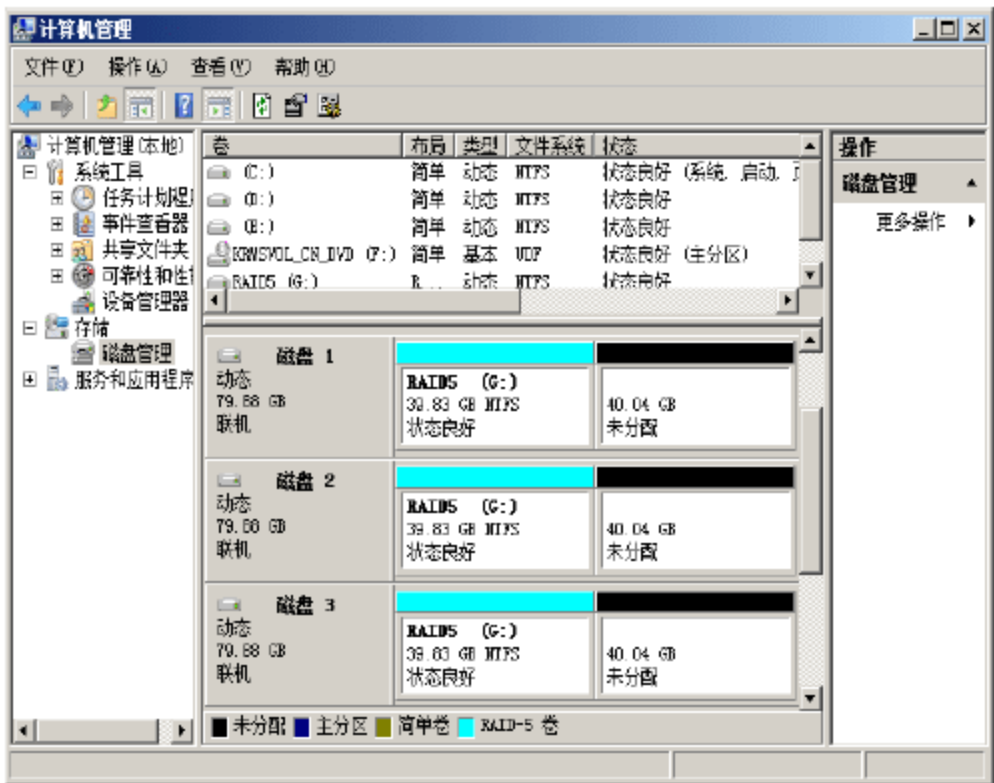 计算机管理
文件(F) 操作(A) 查看(V) 帮助(H)
计算机管理(本地)
系统工具
任务计划程
事件查看器
共享文件夹
可靠性和性
设备管理器
存储
磁盘管理
服务和应用程序
卷 布局 类型 文件系统 状态
(C:) 简单 动态 NTFS 状态良好 (系统, 启动,
(D:) 简单 动态 NTFS 状态良好
(E:) 简单 动态 NTFS 状态良好
KRMSVOL_CN_DVD (F:) 简单 基本 UDF 状态良好 (主分区)
RAID5 (G:) R... 动态 NTFS 状态良好
磁盘 1
动态
79.88 GB
联机
RAID5 (G:)
39.83 GB NTFS
状态良好
40.04 GB
未分配
磁盘 2
动态
79.88 GB
联机
RAID5 (G:)
39.83 GB NTFS
状态良好
40.04 GB
未分配
磁盘 3
动态
79.88 GB
联机
RAID5 (G:)
39.83 GB NTFS
状态良好
40.04 GB
未分配
未分配 主分区 简单卷 RAID-5 卷
操作
磁盘管理
更多操作